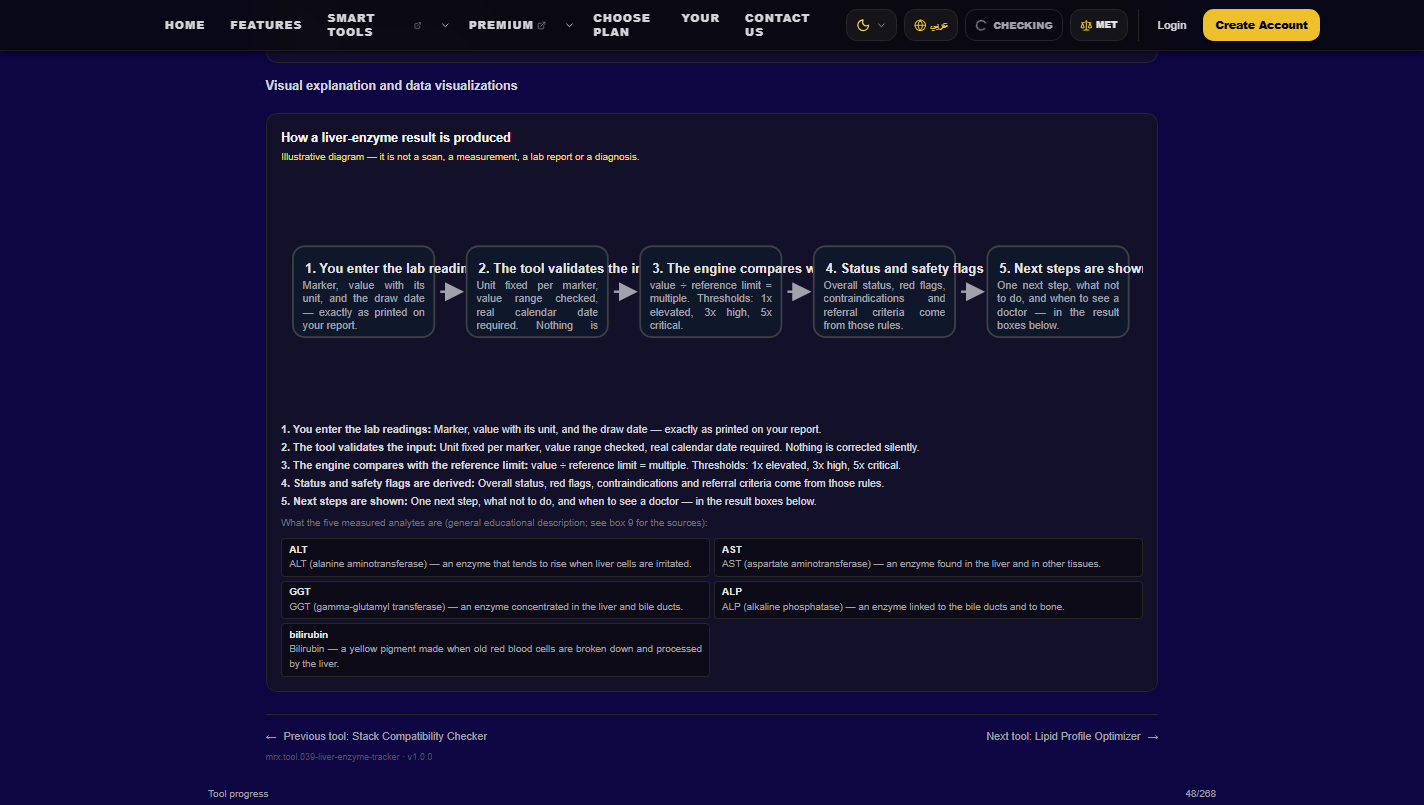 HOME
FEATURES
SMART TOOLS
PREMIUM
CHOOSE YOUR PLAN
CONTACT US
عربي
CHECKING
MET
Login
Create Account
Visual explanation and data visualizations
How a liver-enzyme result is produced
Illustrative diagram — it is not a scan, a measurement, a lab report or a diagnosis.
1. You enter the lab readin
Marker, value with its
unit, and the draw date
— exactly as printed on
your report.
2. The tool validates the in
Unit fixed per marker,
value range checked,
real calendar date
required. Nothing is
3. The engine compares w
value ÷ reference limit =
multiple. Thresholds: 1x
elevated, 3x high, 5x
critical.
4. Status and safety flags
Overall status, red flags,
contraindications and
referral criteria come
from those rules.
5. Next steps are shown
One next step, what not
to do, and when to see a
doctor — in the result
boxes below.
1. You enter the lab readings: Marker, value with its unit, and the draw date — exactly as printed on your report.
2. The tool validates the input: Unit fixed per marker, value range checked, real calendar date required. Nothing is corrected silently.
3. The engine compares with the reference limit: value ÷ reference limit = multiple. Thresholds: 1x elevated, 3x high, 5x critical.
4. Status and safety flags are derived: Overall status, red flags, contraindications and referral criteria come from those rules.
5. Next steps are shown: One next step, what not to do, and when to see a doctor — in the result boxes below.
What the five measured analytes are (general educational description; see box 9 for the sources):
ALT
ALT (alanine aminotransferase) — an enzyme that tends to rise when liver cells are irritated.
AST
AST (aspartate aminotransferase) — an enzyme found in the liver and in other tissues.
GGT
GGT (gamma-glutamyl transferase) — an enzyme concentrated in the liver and bile ducts.
ALP
ALP (alkaline phosphatase) — an enzyme linked to the bile ducts and to bone.
bilirubin
Bilirubin — a yellow pigment made when old red blood cells are broken down and processed
by the liver.
← Previous tool: Stack Compatibility Checker
Next tool: Lipid Profile Optimizer →
mrx.tool.039-liver-enzyme-tracker · v1.0.0
Tool progress
48/268